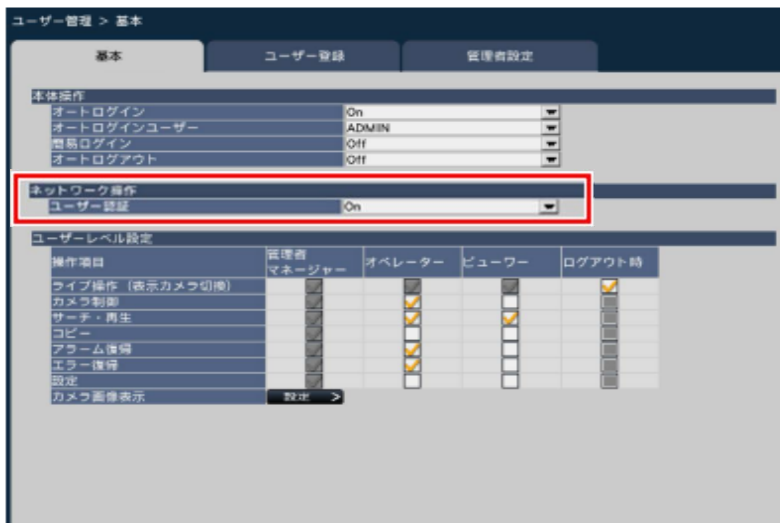 ユーザー管理 > 基本
基本 ユーザー登録 管理者設定
本体操作
オートログイン On
オートログインユーザー ADMIN
簡易ログイン Off
オートログアウト Off
ネットワーク操作
ユーザー認証 On
ユーザーレベル設定
操作項目 管理者 マネージャー オペレーター ビューワー ログアウト時
ライブ操作(表示カメラ切換)
カメラ制御
サーチ・再生
コピー
アラーム復帰
エラー復帰
設定
カメラ画像表示 設定 >